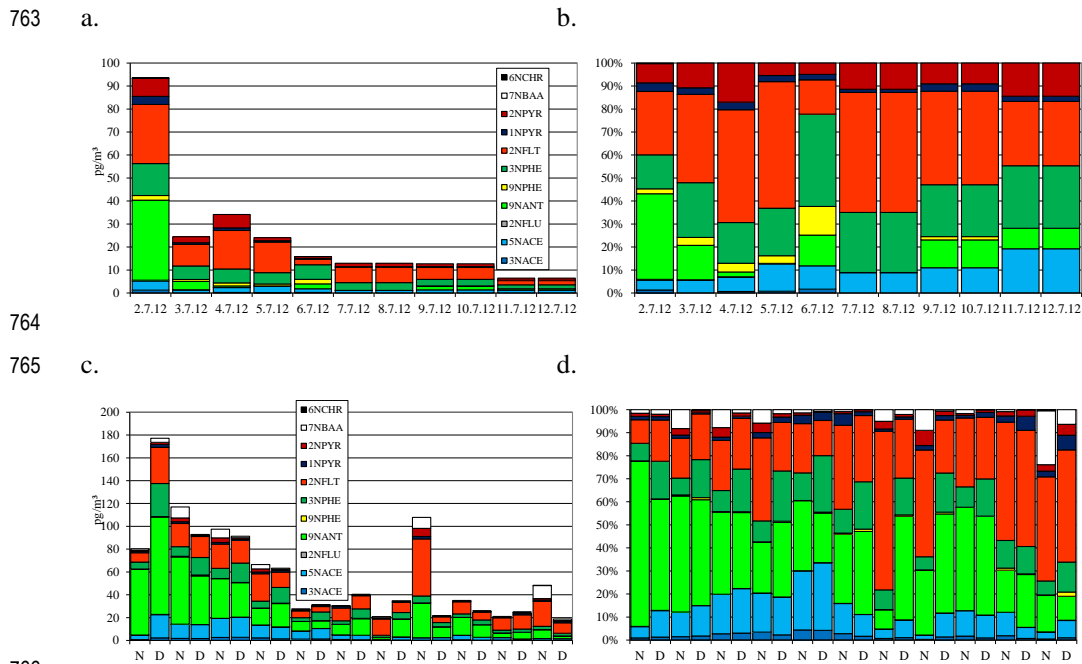 763 a. b.
100
90
80
70
60
50
40
30
20
10
0
pg/m³
6NCHR
7NBAA
2NPYR
1NPYR
2NFLT
3NPHE
9NPHE
9NANT
2NFLU
5NACE
3NACE
2.7.12 3.7.12 4.7.12 5.7.12 6.7.12 7.7.12 8.7.12 9.7.12 10.7.12 11.7.12 12.7.12
100%
90%
80%
70%
60%
50%
40%
30%
20%
10%
0%
2.7.12 3.7.12 4.7.12 5.7.12 6.7.12 7.7.12 8.7.12 9.7.12 10.7.12 11.7.12 12.7.12
764
765 c. d.
200
180
160
140
120
100
80
60
40
20
0
pg/m³
6NCHR
7NBAA
2NPYR
1NPYR
2NFLT
3NPHE
9NPHE
9NANT
2NFLU
5NACE
3NACE
N D N D N D N D N D N D N D N D N D N D N D N D
100%
90%
80%
70%
60%
50%
40%
30%
20%
10%
0%
N D N D N D N D N D N D N D N D N D N D N D N D